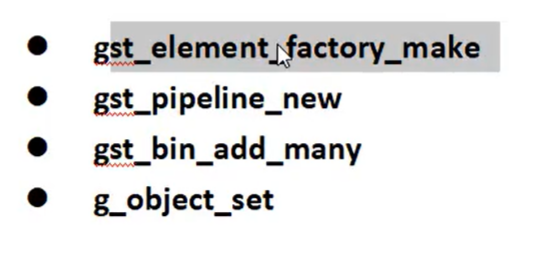 ● gst_element_factory_make
● gst_pipeline_new
● gst_bin_add_many
● g_object_set